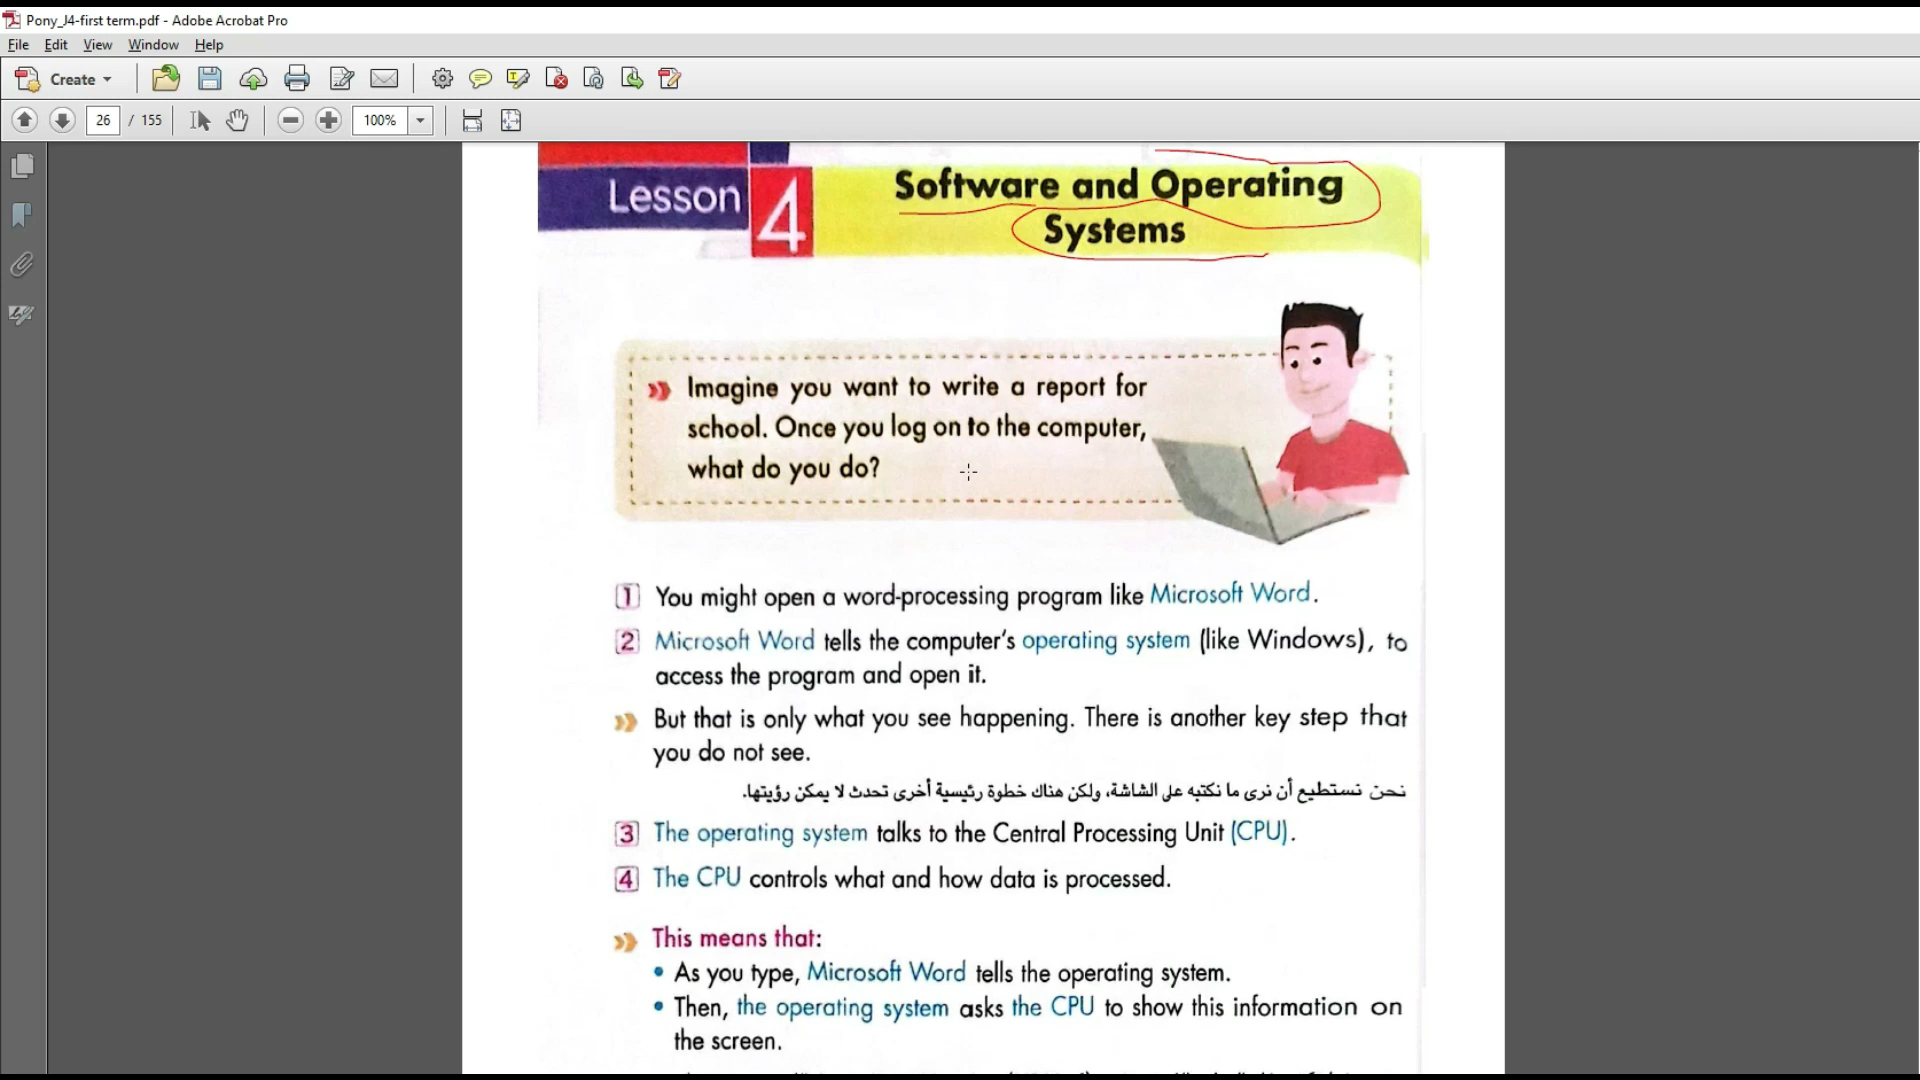 Pony_J4-first term.pdf - Adobe Acrobat Pro
File Edit View Window Help
Create
26 / 155 100%
Lesson 4
Software and Operating
Systems
Imagine you want to write a report for
school. Once you log on to the computer,
what do you do?
1 You might open a word-processing program like Microsoft Word.
2 Microsoft Word tells the computer's operating system (like Windows), to
access the program and open it.
But that is only what you see happening. There is another key step that
you do not see.
نحن نستطيع أن نرى ما نكتبه على الشاشة، ولكن هناك خطوة رئيسية أخرى تحدث لا يمكن رؤيتها.
3 The operating system talks to the Central Processing Unit (CPU).
4 The CPU controls what and how data is processed.
This means that:
• As you type, Microsoft Word tells the operating system.
• Then, the operating system asks the CPU to show this information on
the screen.